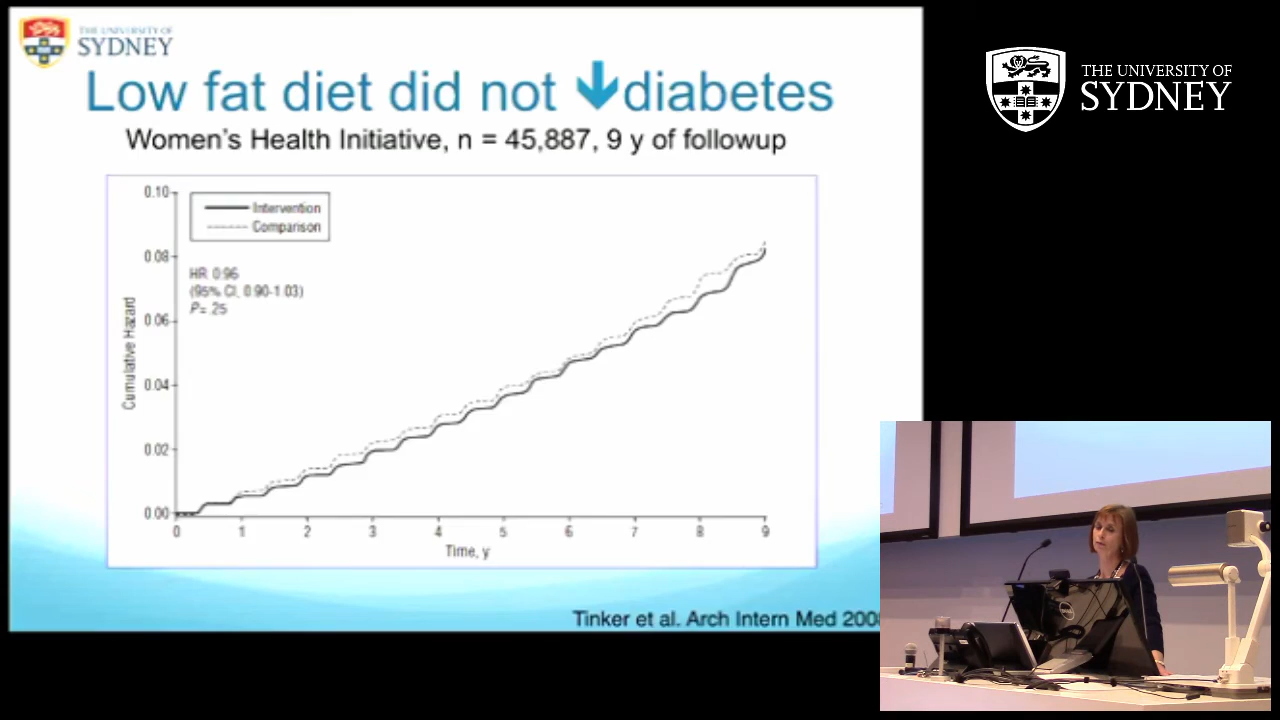 THE UNIVERSITY OF
SYDNEY
Low fat diet did not diabetes
Women's Health Initiative, n = 45,887, 9 y of followup
0.10
0.08
0.06
0.04
0.02
0.00
Cumulative Hazard
Intervention
Comparison
HR 0.96
(95% CI, 0.90-1.03)
P=.25
0 1 2 3 4 5 6 7 8 9
Time, y
Tinker et al. Arch Intern Med 2008
THE UNIVERSITY OF
SYDNEY
DELL